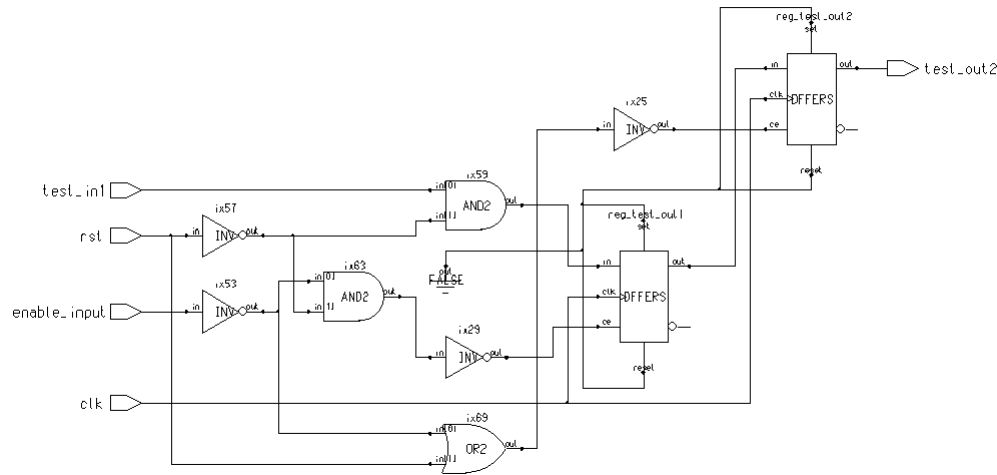 reg_test_out2
set
in
out
test_out2
ix25
clk
DFFERS
in
INV
out
ce
ix59
reset
test_in1
in[0]
AND2
out
ix57
in[1]
reg_test_out1
set
rst
in
INV
out
ix63
out
FALSE
in
out
ix53
in[0]
AND2
out
clk
DFFERS
enable_input
in
INV
out
in[1]
ix29
ce
in
INV
out
reset
clk
ix69
in[0]
OR2
out
in[1]